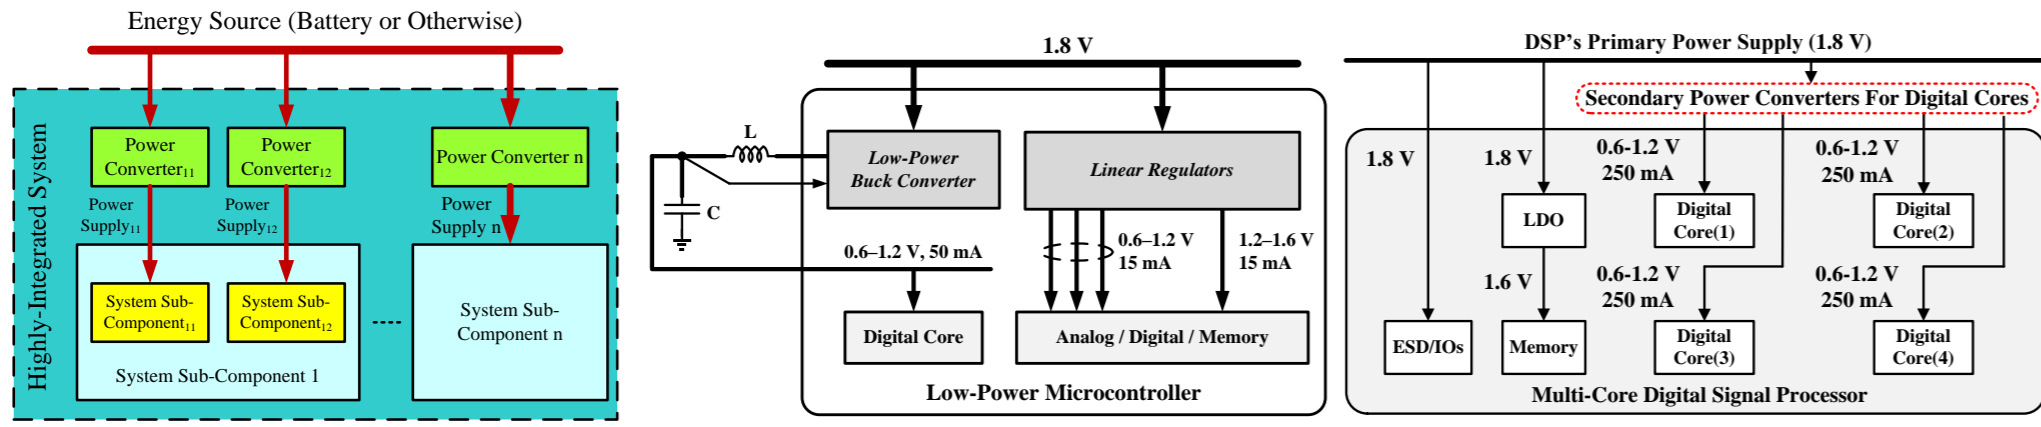 Energy Source (Battery or Otherwise)
Highly-Integrated System
Power
Converter₁₁
Power
Converter₁₂
Power Converter n
Power
Supply₁₁
Power
Supply₁₂
Power
Supply n
System Sub-
Component₁₁
System Sub-
Component₁₂
System Sub-Component 1
System Sub-
Component n
1.8 V
L
C
Low-Power
Buck Converter
Linear Regulators
0.6–1.2 V, 50 mA
0.6–1.2 V
15 mA
1.2–1.6 V
15 mA
Digital Core
Analog / Digital / Memory
Low-Power Microcontroller
DSP's Primary Power Supply (1.8 V)
Secondary Power Converters For Digital Cores
1.8 V
1.8 V
0.6-1.2 V
250 mA
0.6-1.2 V
250 mA
LDO
Digital
Core(1)
Digital
Core(2)
1.6 V
0.6-1.2 V
250 mA
0.6-1.2 V
250 mA
ESD/IOs
Memory
Digital
Core(3)
Digital
Core(4)
Multi-Core Digital Signal Processor